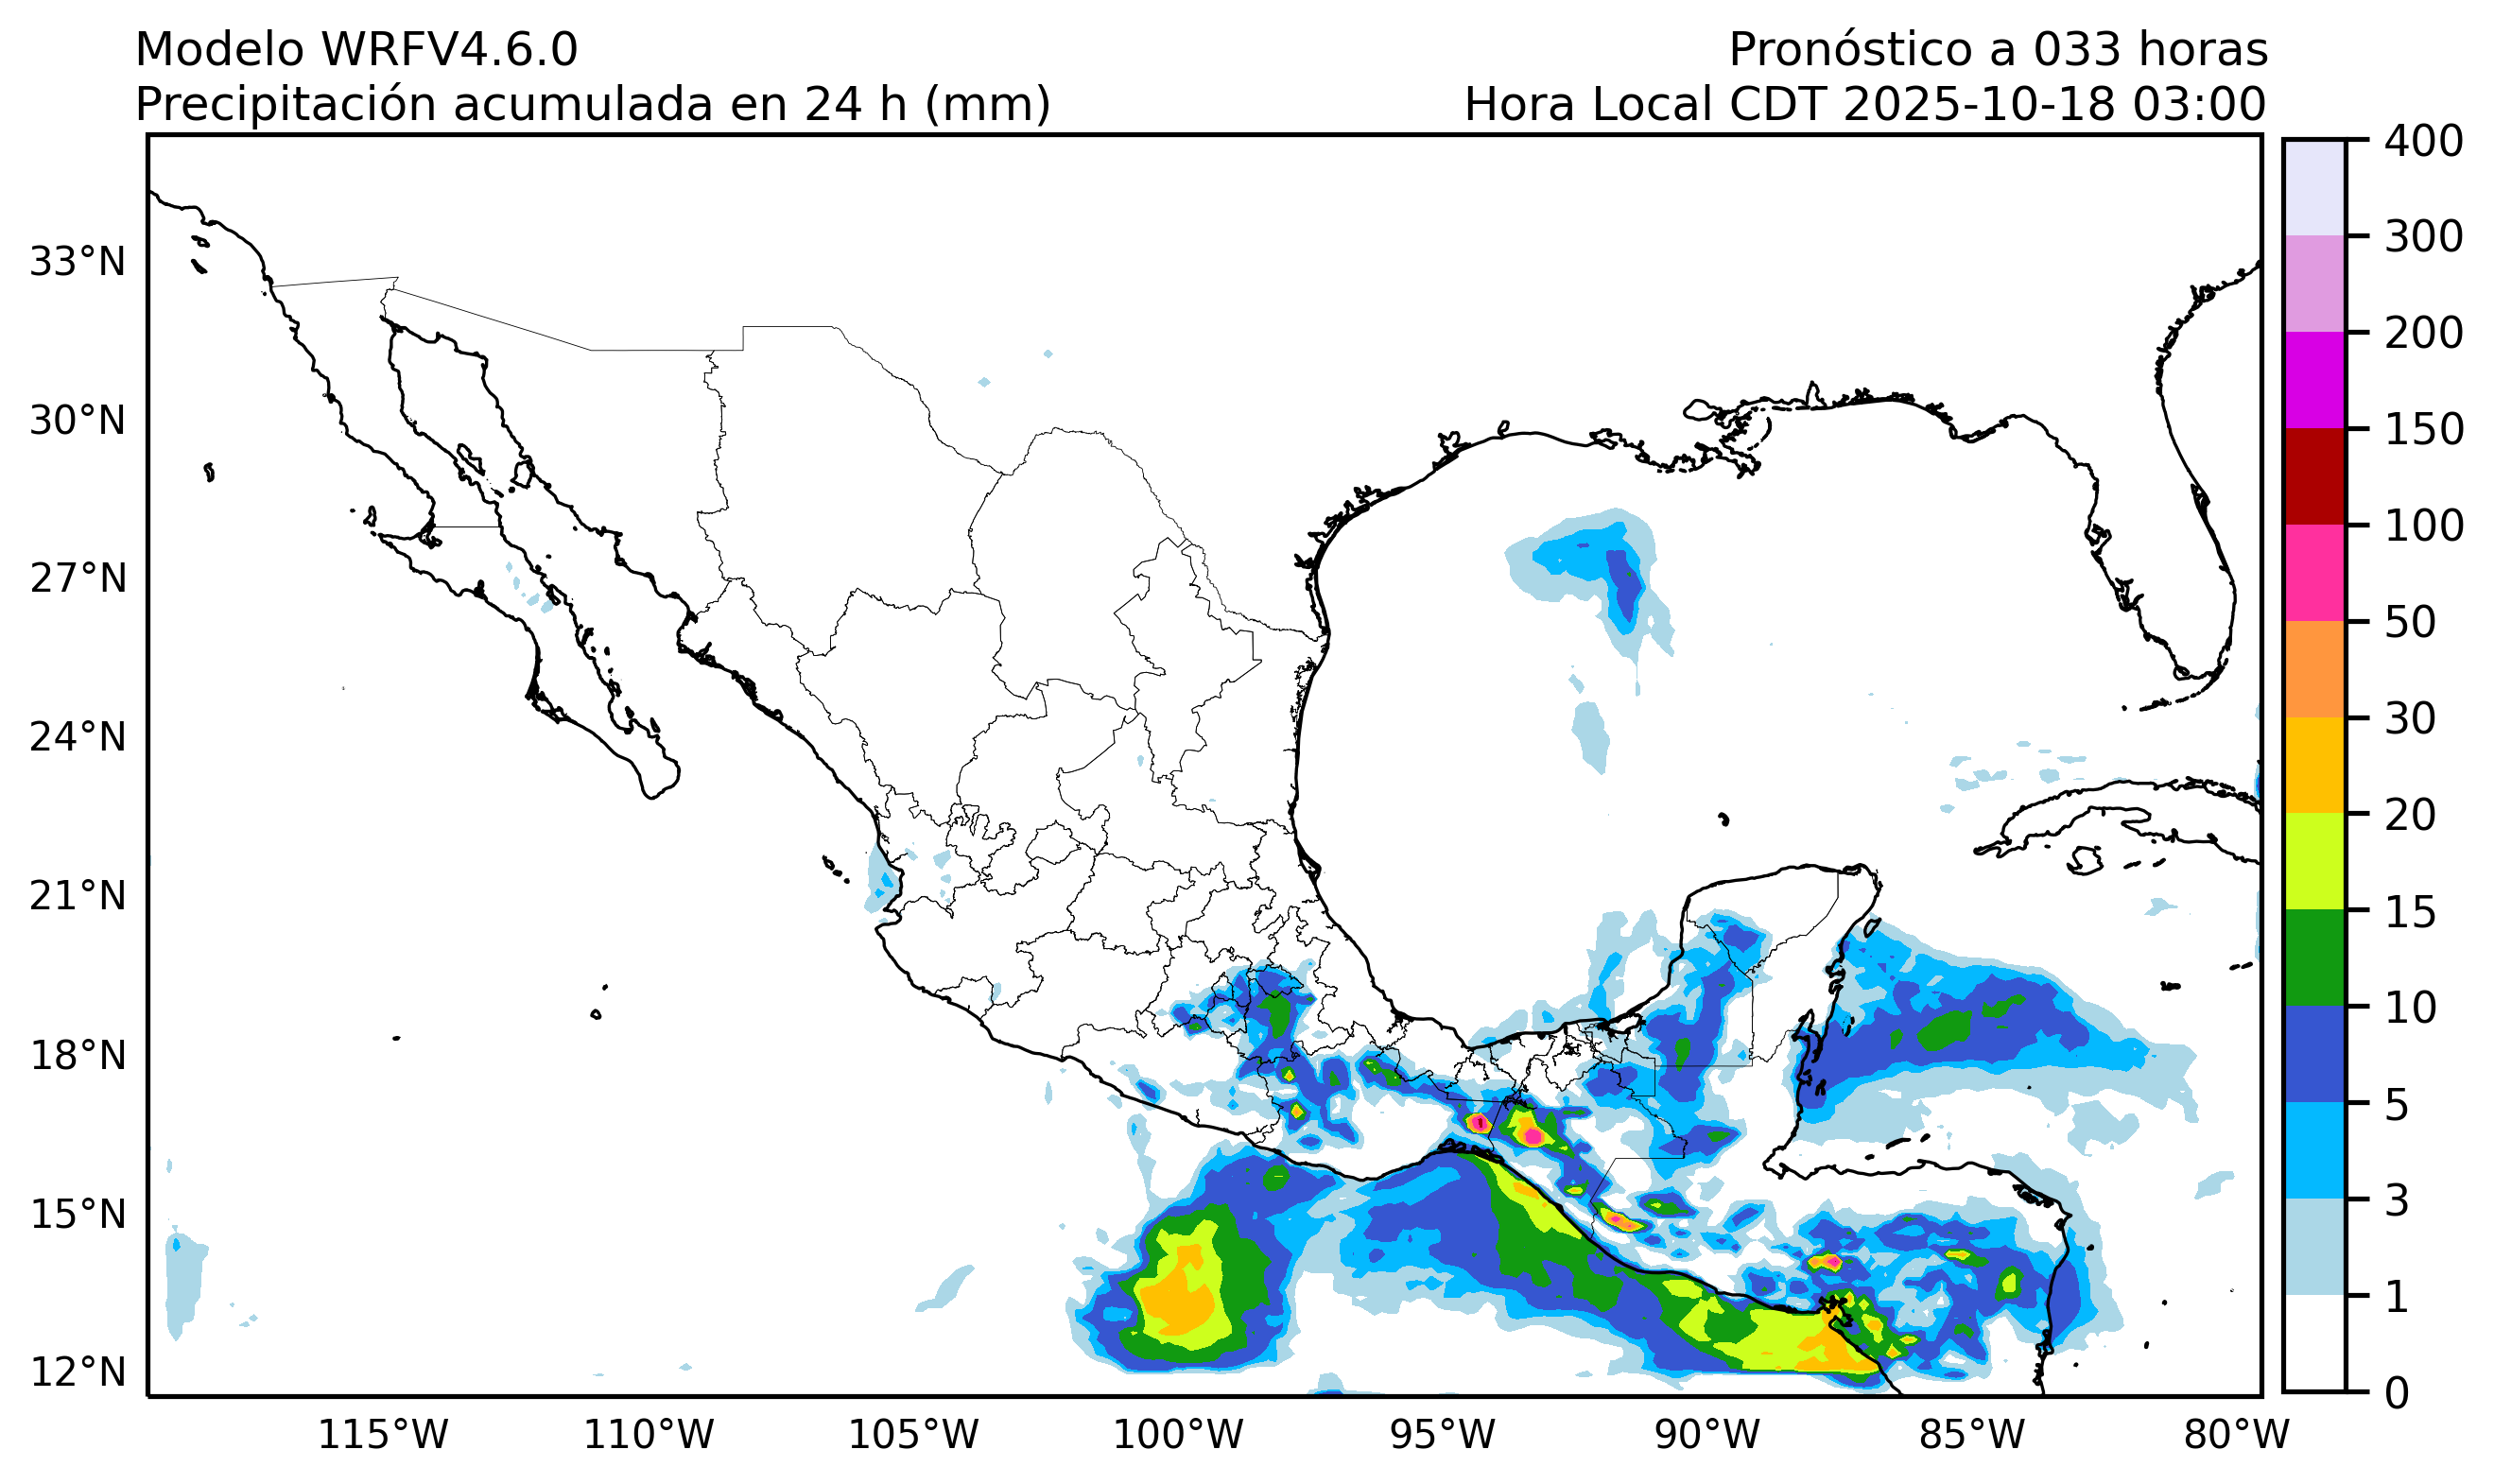 Modelo WRFV4.6.0
Pronóstico a 033 horas
Precipitación acumulada en 24 h (mm)
Hora Local CDT 2025-10-18 03:00
33°N
30°N
27°N
24°N
21°N
18°N
15°N
12°N
115°W
110°W
105°W
100°W
95°W
90°W
85°W
80°W
400
300
200
150
100
50
30
20
15
10
5
3
1
0